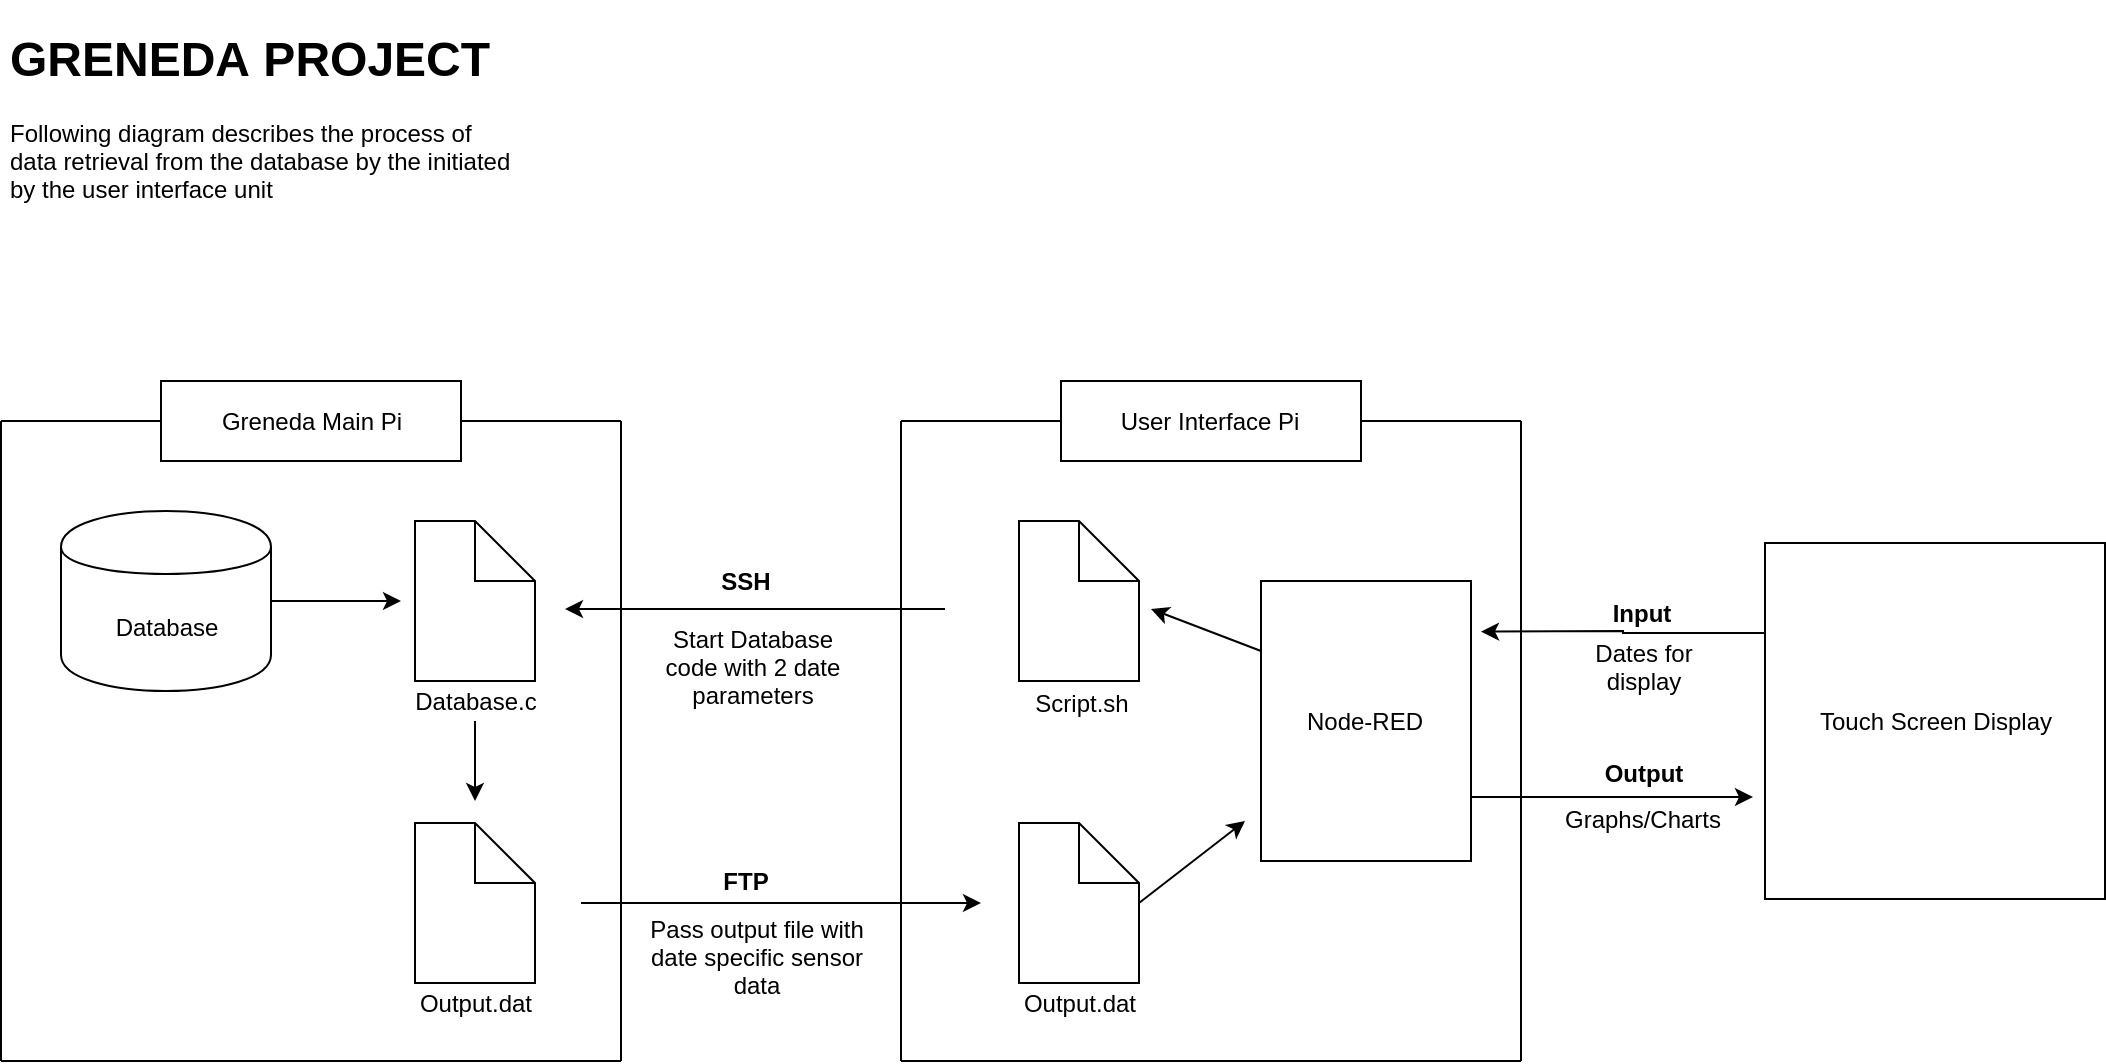 GRENEDA PROJECT
Following diagram describes the process of
data retrieval from the database by the initiated
by the user interface unit
Greneda Main Pi
User Interface Pi
Database
Database.c
Output.dat
SSH
Start Database
code with 2 date
parameters
FTP
Pass output file with
date specific sensor
data
Script.sh
Output.dat
Node-RED
Input
Dates for
display
Output
Graphs/Charts
Touch Screen Display